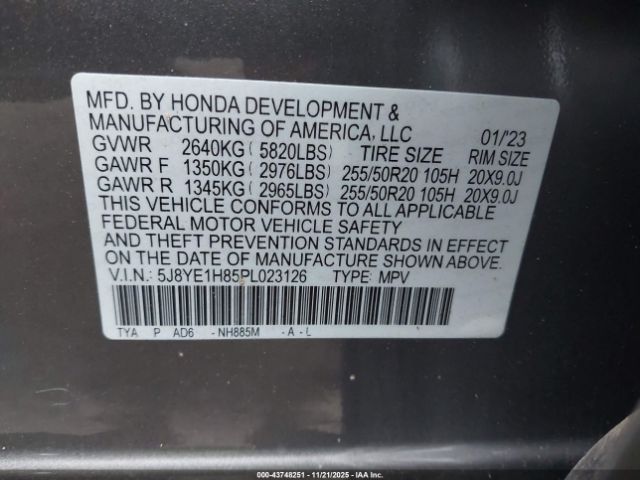 MFD. BY HONDA DEVELOPMENT &
MANUFACTURING OF AMERICA, LLC 01/'23
GVWR 2640KG (5820LBS) TIRE SIZE RIM SIZE
GAWR F 1350KG (2976LBS) 255/50R20 105H 20X9.0J
GAWR R 1345KG (2965LBS) 255/50R20 105H 20X9.0J
THIS VEHICLE CONFORMS TO ALL APPLICABLE
FEDERAL MOTOR VEHICLE SAFETY
AND THEFT PREVENTION STANDARDS IN EFFECT
ON THE DATE OF MANUFACTURE SHOWN ABOVE.
V.I.N.: 5J8YE1H85PL023126 TYPE: MPV
TYA P AD6 -NH885M -A-L
000-43748251 - 11/21/2025 - IAA Inc.